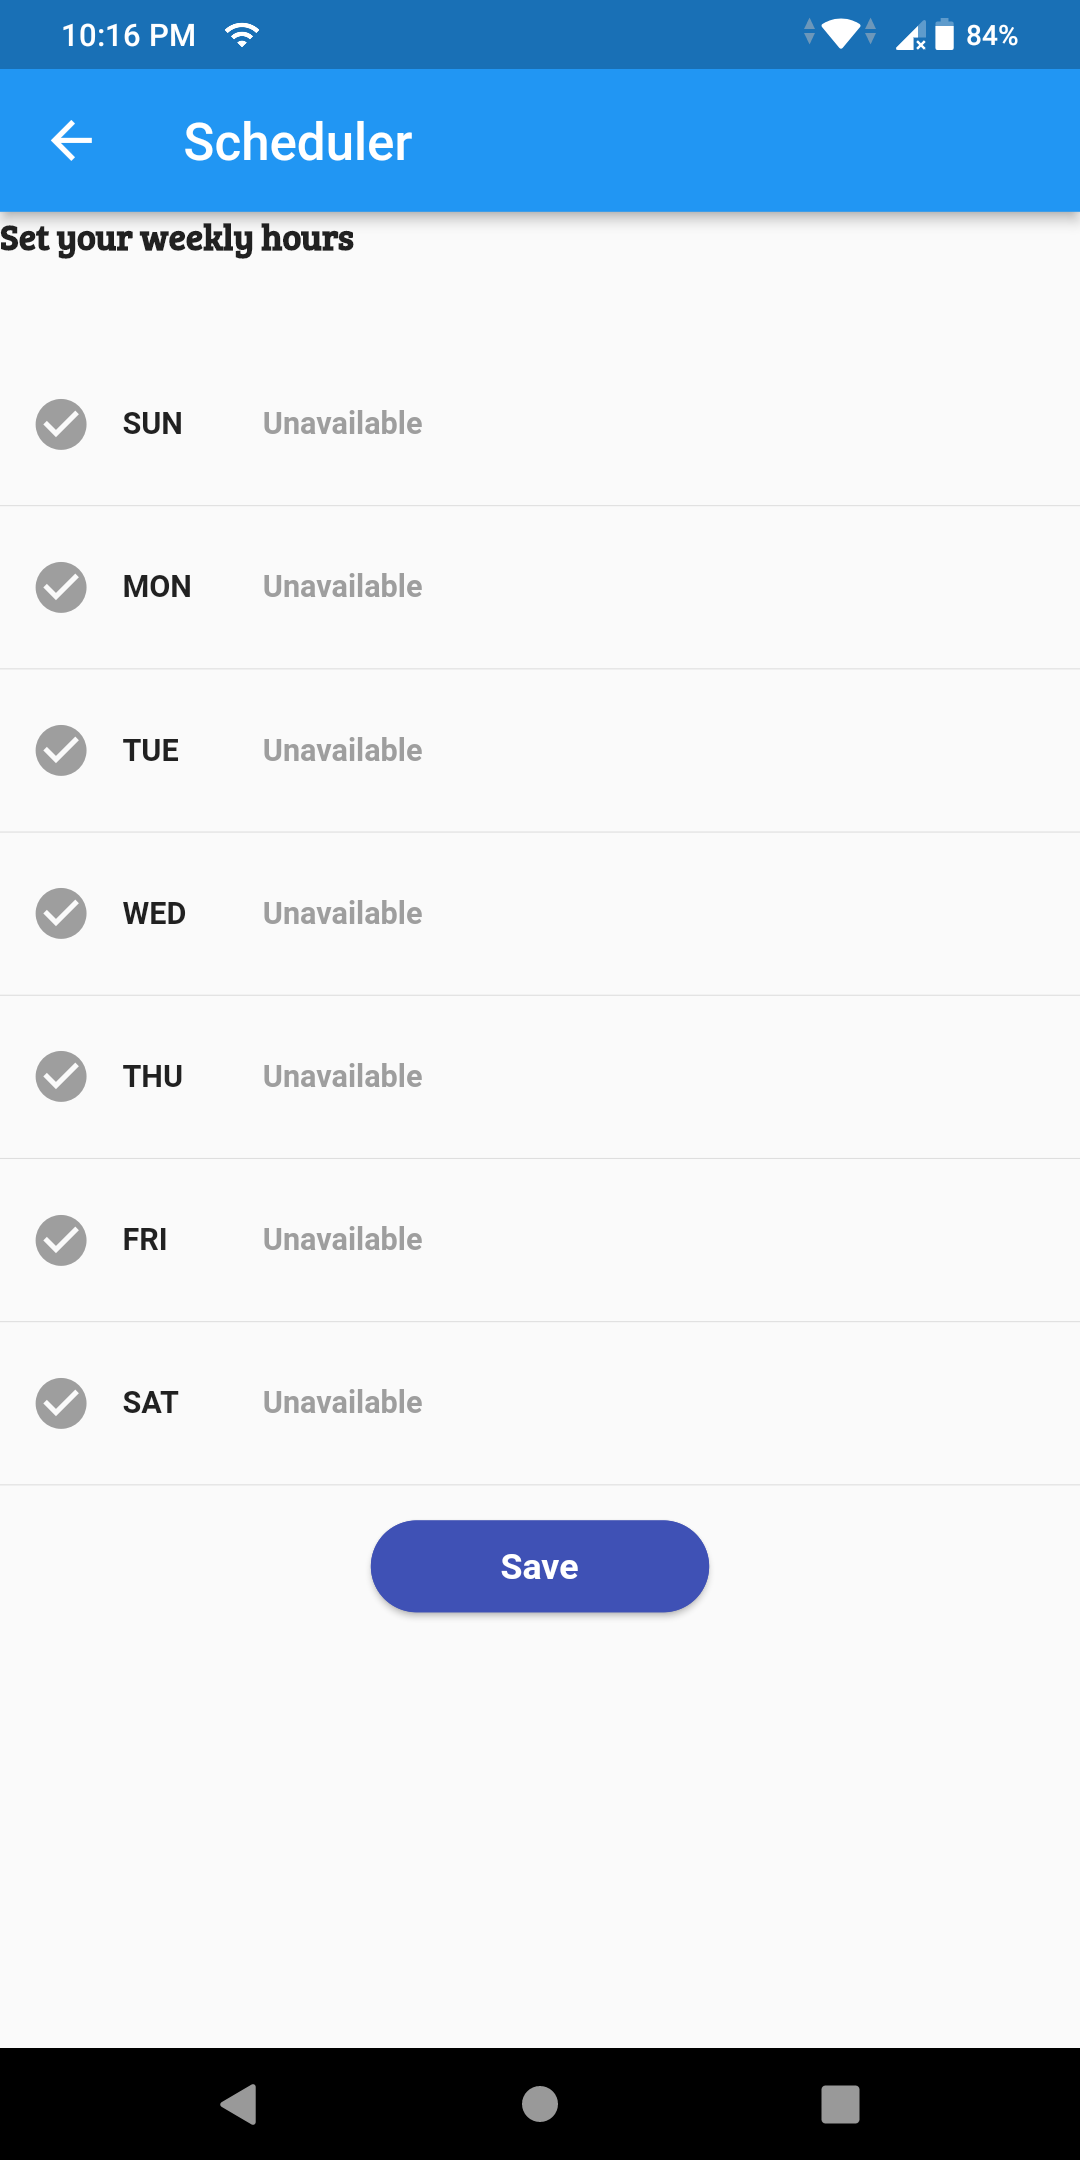 10:16 PM 84%
Scheduler
Set your weekly hours
SUN Unavailable
MON Unavailable
TUE Unavailable
WED Unavailable
THU Unavailable
FRI Unavailable
SAT Unavailable
Save